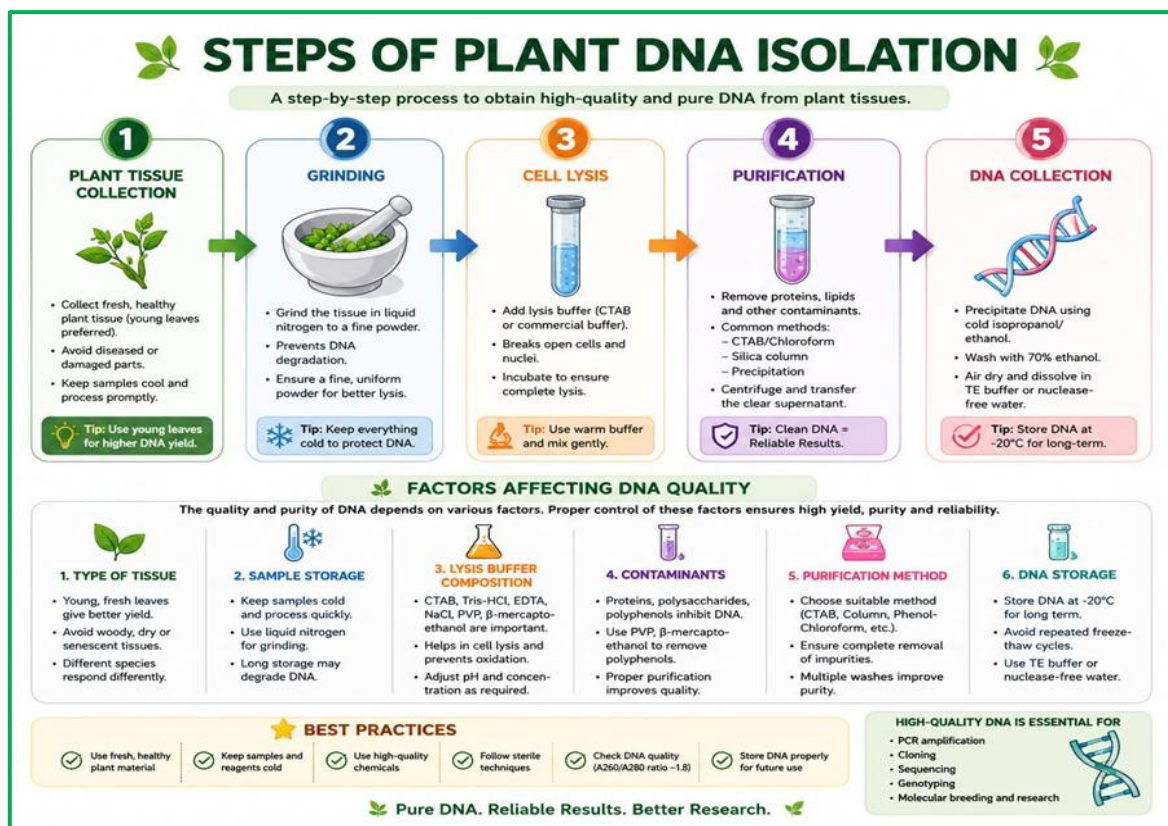 STEPS OF PLANT DNA ISOLATION
A step-by-step process to obtain high-quality and pure DNA from plant tissues.
1
PLANT TISSUE
COLLECTION
• Collect fresh, healthy
plant tissue (young leaves
preferred).
• Avoid diseased or
damaged parts.
• Keep samples cool and
process promptly.
Tip: Use young leaves
for higher DNA yield.
2
GRINDING
• Grind the tissue in liquid
nitrogen to a fine powder.
• Prevents DNA
degradation.
• Ensure a fine, uniform
powder for better lysis.
Tip: Keep everything
cold to protect DNA.
3
CELL LYSIS
• Add lysis buffer (CTAB
or commercial buffer).
• Breaks open cells and
nuclei.
• Incubate to ensure
complete lysis.
Tip: Use warm buffer
and mix gently.
4
PURIFICATION
• Remove proteins, lipids
and other contaminants.
• Common methods:
– CTAB/Chloroform
– Silica column
– Precipitation
• Centrifuge and transfer
the clear supernatant.
Tip: Clean DNA =
Reliable Results.
5
DNA COLLECTION
• Precipitate DNA using
cold isopropanol/
ethanol.
• Wash with 70% ethanol.
• Air dry and dissolve in
TE buffer or nuclease-
free water.
Tip: Store DNA at
-20°C for long-term.
FACTORS AFFECTING DNA QUALITY
The quality and purity of DNA depends on various factors. Proper control of these factors ensures high yield, purity and reliability.
1. TYPE OF TISSUE
• Young, fresh leaves
give better yield.
• Avoid woody, dry or
senescent tissues.
• Different species
respond differently.
2. SAMPLE STORAGE
• Keep samples cold
and process quickly.
• Use liquid nitrogen
for grinding.
• Long storage may
degrade DNA.
3. LYSIS BUFFER
COMPOSITION
• CTAB, Tris-HCl, EDTA,
NaCl, PVP, β-mercapto-
ethanol are important.
• Helps in cell lysis and
prevents oxidation.
• Adjust pH and concen-
tration as required.
4. CONTAMINANTS
• Proteins, polysaccharides,
polyphenols inhibit DNA.
• Use PVP, β-mercapto-
ethanol to remove
polyphenols.
• Proper purification
improves quality.
5. PURIFICATION METHOD
• Choose suitable method
(CTAB, Column, Phenol-
Chloroform, etc.).
• Ensure complete removal
of impurities.
• Multiple washes improve
purity.
6. DNA STORAGE
• Store DNA at -20°C
for long term.
• Avoid repeated freeze-
thaw cycles.
• Use TE buffer or
nuclease-free water.
BEST PRACTICES
Use fresh, healthy
plant material
Keep samples and
reagents cold
Use high-quality
chemicals
Follow sterile
techniques
Check DNA quality
(A260/A280 ratio ~1.8)
Store DNA properly
for future use
HIGH-QUALITY DNA IS ESSENTIAL FOR
• PCR amplification
• Cloning
• Sequencing
• Genotyping
• Molecular breeding and research
Pure DNA. Reliable Results. Better Research.